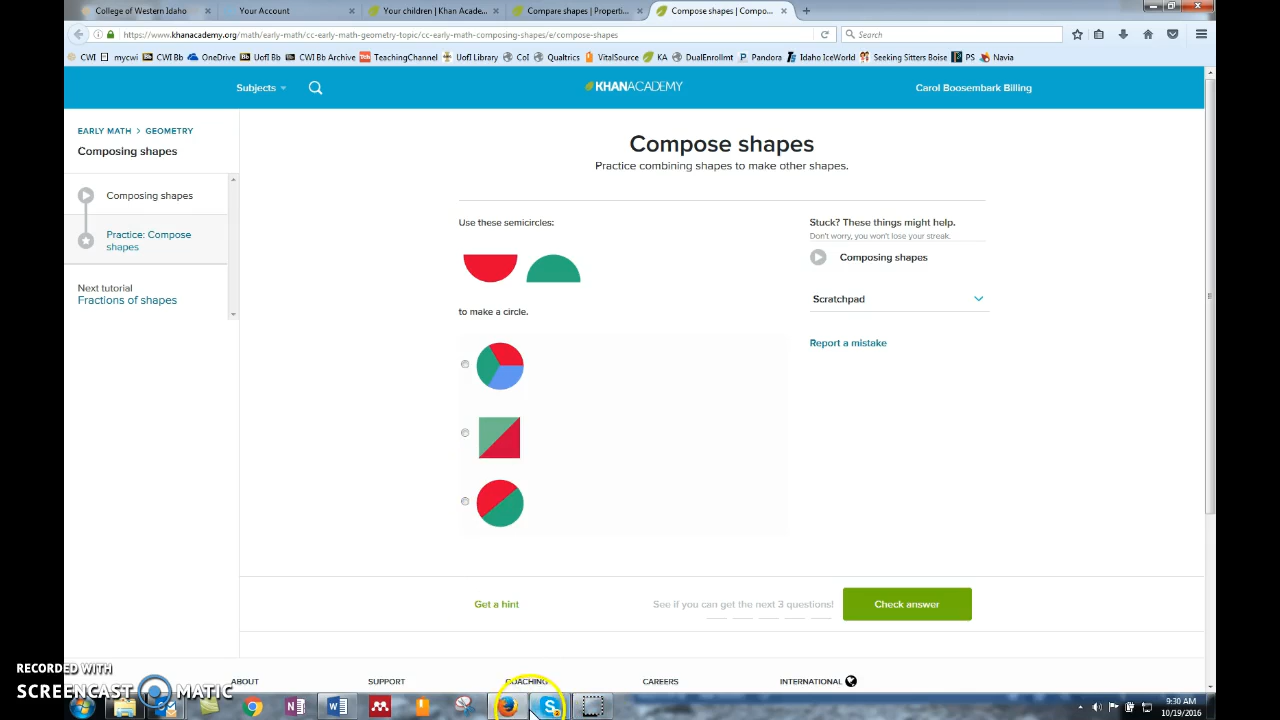 College of Western Idaho
Your Account
Your children | Khan Acade...
Compare shapes | Properti...
Compose shapes | Compo...
https://www.khanacademy.org/math/early-math/cc-early-math-geometry-topic/cc-early-math-composing-shapes/e/compose-shapes
Search
CWI mycwi CWI Bb OneDrive UofI Bb CWI Bb Archive TeachingChannel UofI Library CoI Qualtrics VitalSource KA DualEnrollmt Pandora Idaho IceWorld Seeking Sitters Boise PS Navia
Subjects
KHANACADEMY
Carol Boosembark Billing
EARLY MATH > GEOMETRY
Composing shapes
Composing shapes
Practice: Compose
shapes
Next tutorial
Fractions of shapes
Compose shapes
Practice combining shapes to make other shapes.
Use these semicircles:
to make a circle.
Stuck? These things might help.
Don't worry, you won't lose your streak.
Composing shapes
Scratchpad
Report a mistake
Get a hint
See if you can get the next 3 questions!
Check answer
ABOUT
SUPPORT
COACHING
CAREERS
INTERNATIONAL
RECORDED WITH
SCREENCAST MATIC
9:30 AM
10/19/2016